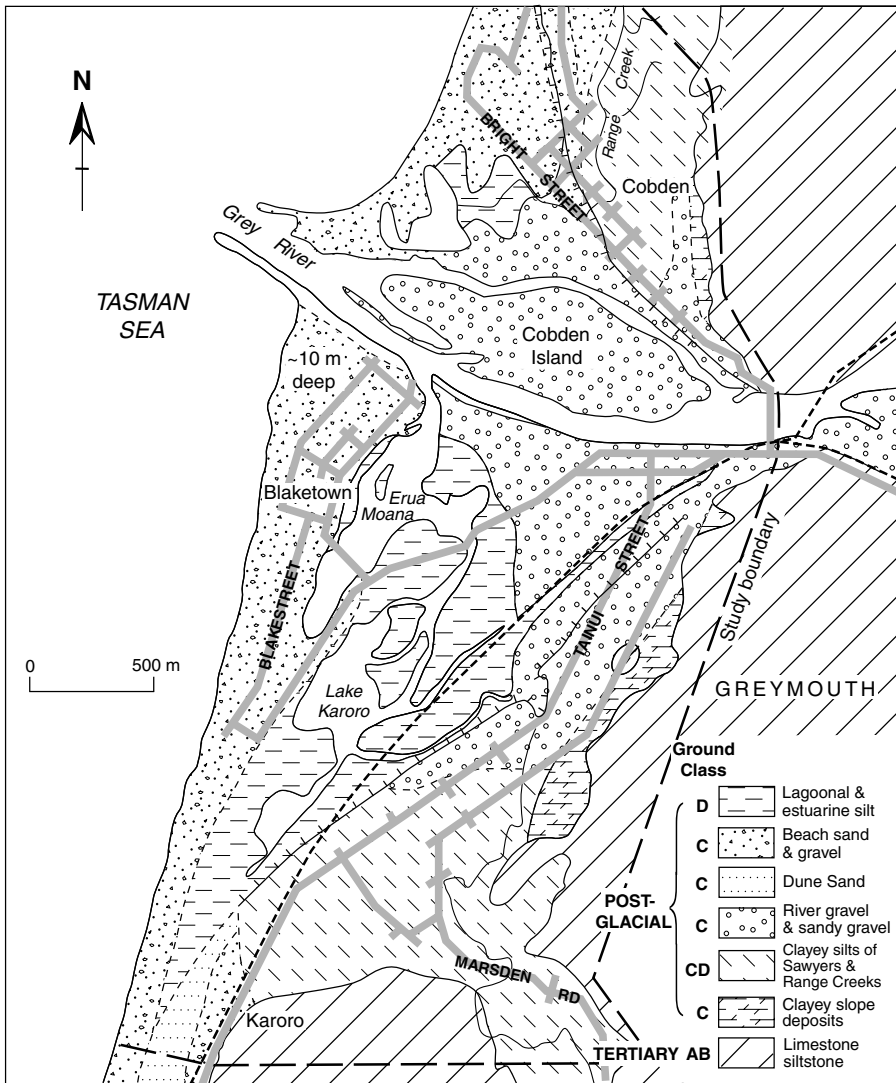 N
Range Creek
BRIGHT STREET
Cobden
Grey River
TASMAN
SEA
Cobden
Island
~10 m
deep
Blaketown
Erua
Moana
BLAKESTREET
TAINUI STREET
Study boundary
0 500 m
Lake
Karoro
GREYMOUTH
MARSDEN RD
Karoro
Ground
Class
POST-
GLACIAL
D Lagoonal &
estuarine silt
C Beach sand
& gravel
C Dune Sand
C River gravel
& sandy gravel
CD Clayey silts of
Sawyers &
Range Creeks
C Clayey slope
deposits
TERTIARY AB Limestone
siltstone